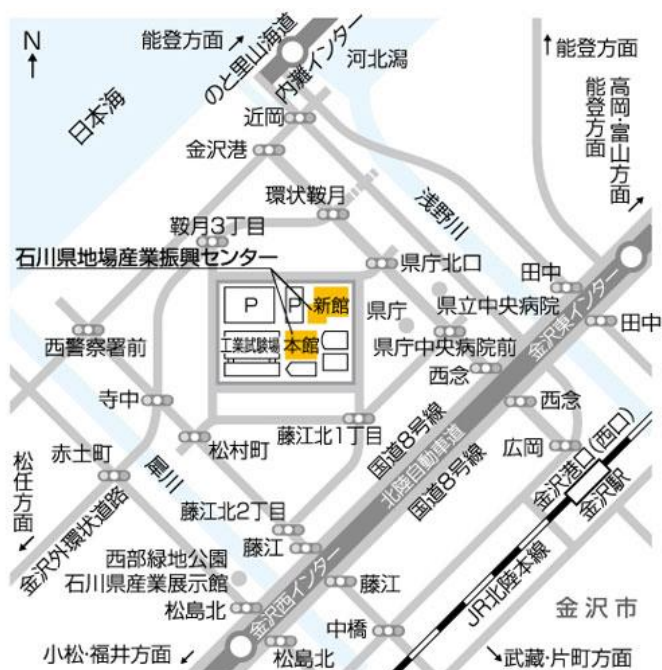 N
能登方面
のと里山海道
内灘インター
河北潟
能登方面
高岡・富山方面
能登方面
日本海
近岡
金沢港
環状鞍月
浅野川
鞍月3丁目
石川県地場産業振興センター
県庁北口
田中
P
P
新館
県庁
県立中央病院
金沢東インター
田中
西警察署前
工業試験場
本館
県庁中央病院前
西念
寺中
西念
藤江北1丁目
国道8号線
北陸自動車道
国道8号線
広岡
金沢港口(西口)
金沢駅
松村町
赤土町
松任方面
犀川
金沢外環状道路
藤江北2丁目
藤江
西部緑地公園
石川県産業展示館
藤江
松島北
金沢西インター
JR北陸本線
金沢市
中橋
小松・福井方面
松島北
武蔵・片町方面